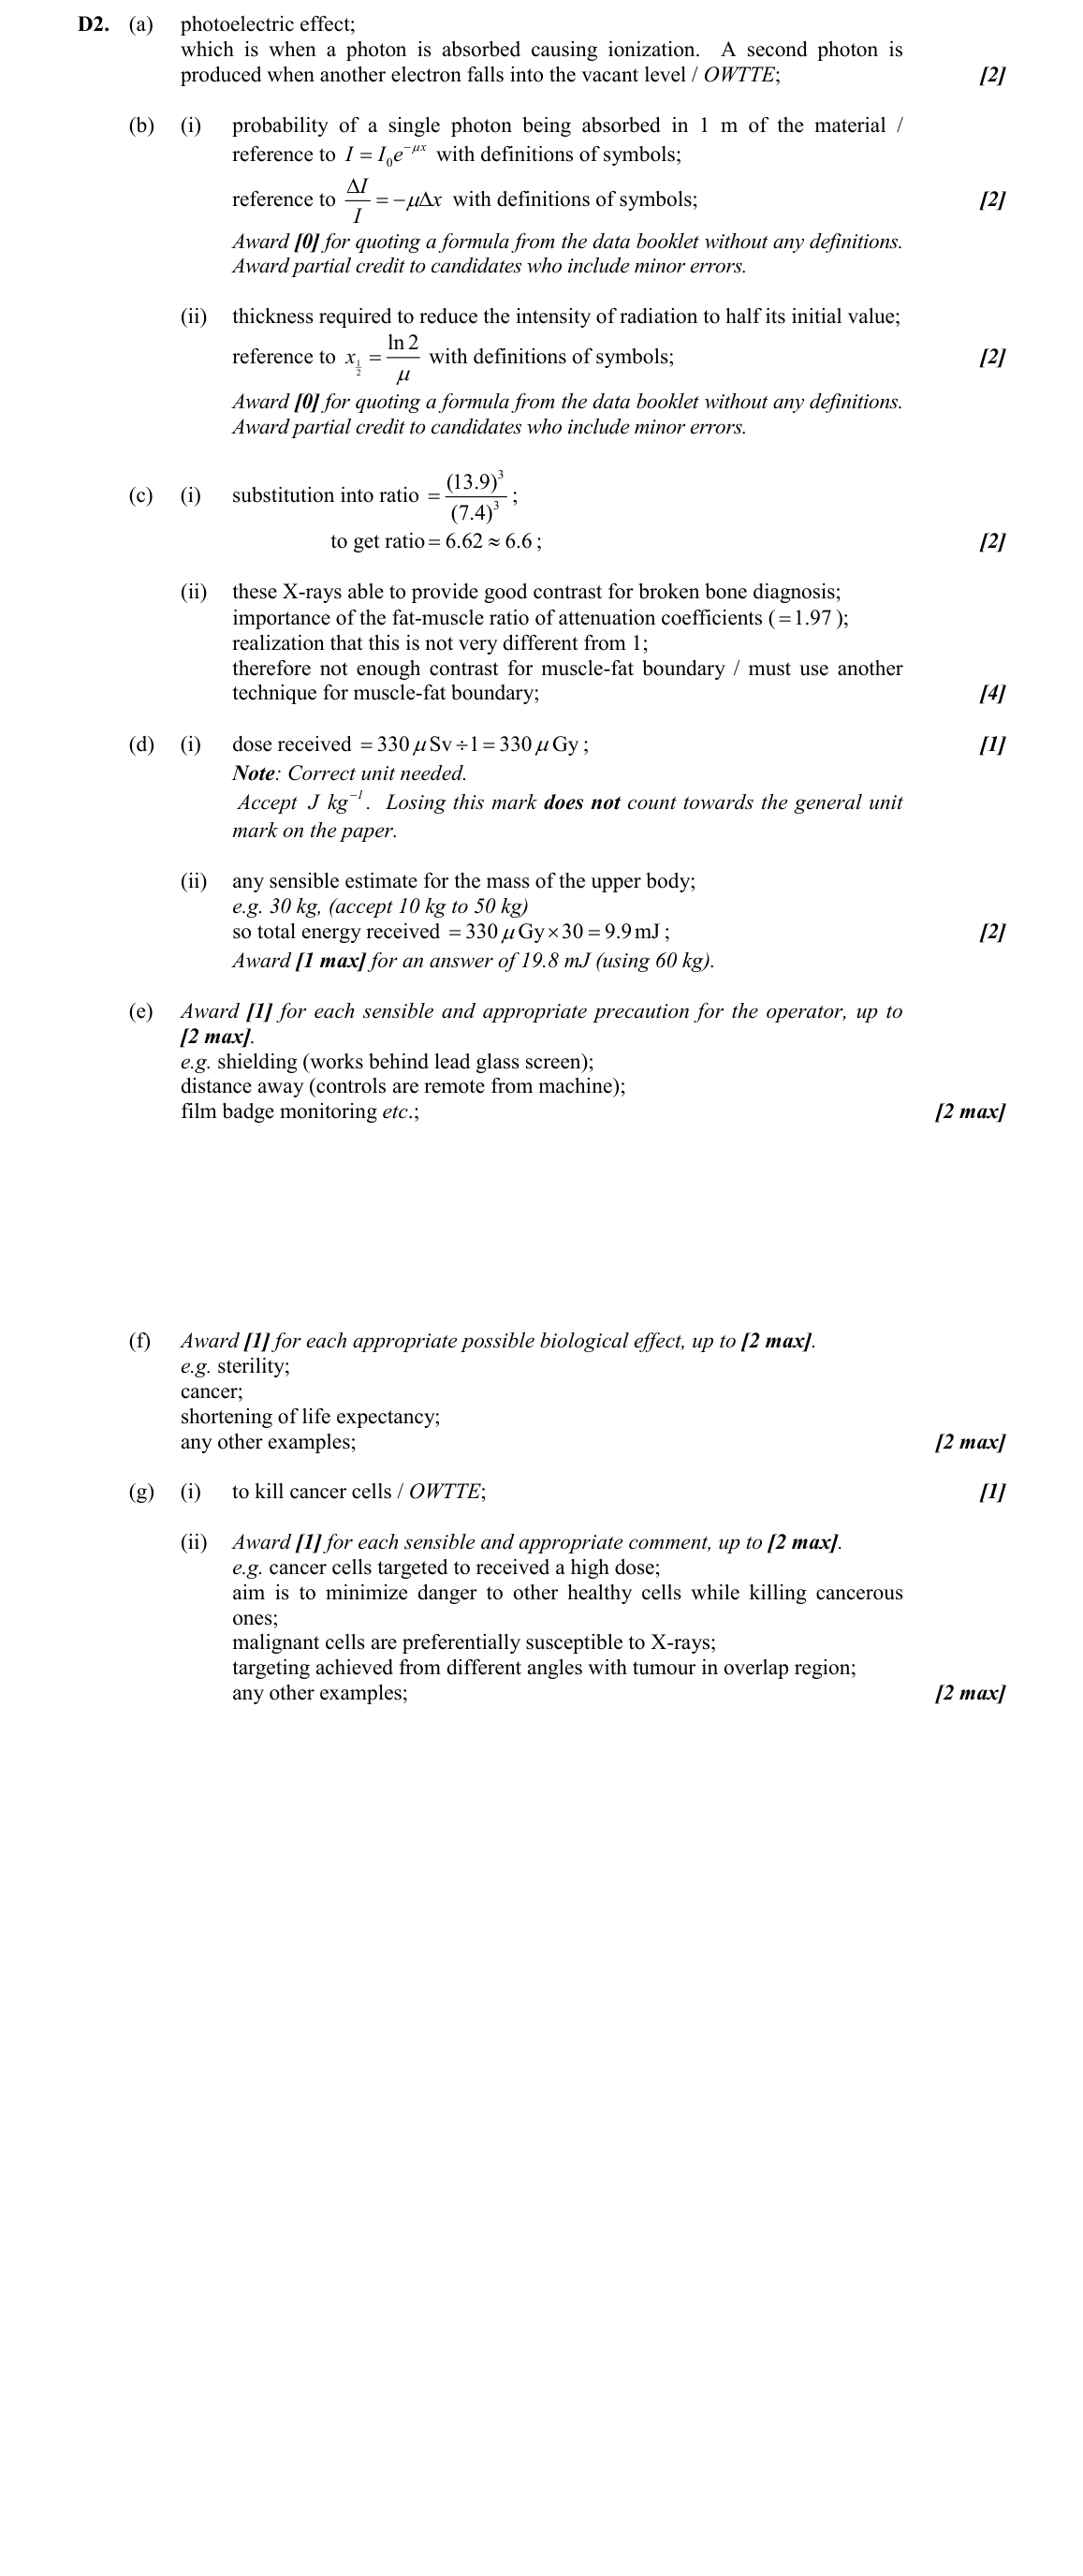 D2. (a) photoelectric effect;
which is when a photon is absorbed causing ionization. A second photon is
produced when another electron falls into the vacant level / OWTTE; [2]
(b) (i) probability of a single photon being absorbed in 1 m of the material /
reference to I = I₀e^{−μx} with definitions of symbols;
reference to ΔI/I = −μΔx with definitions of symbols; [2]
Award [0] for quoting a formula from the data booklet without any definitions.
Award partial credit to candidates who include minor errors.
(ii) thickness required to reduce the intensity of radiation to half its initial value;
reference to x_{1/2} = ln 2/μ with definitions of symbols; [2]
Award [0] for quoting a formula from the data booklet without any definitions.
Award partial credit to candidates who include minor errors.
(c) (i) substitution into ratio = (13.9)³/(7.4)³ ;
to get ratio = 6.62 ≈ 6.6 ; [2]
(ii) these X-rays able to provide good contrast for broken bone diagnosis;
importance of the fat-muscle ratio of attenuation coefficients ( = 1.97 );
realization that this is not very different from 1;
therefore not enough contrast for muscle-fat boundary / must use another
technique for muscle-fat boundary; [4]
(d) (i) dose received = 330 μSv ÷ 1 = 330 μGy ; [1]
Note: Correct unit needed.
Accept J kg⁻¹. Losing this mark does not count towards the general unit
mark on the paper.
(ii) any sensible estimate for the mass of the upper body;
e.g. 30 kg, (accept 10 kg to 50 kg)
so total energy received = 330 μGy × 30 = 9.9 mJ ; [2]
Award [1 max] for an answer of 19.8 mJ (using 60 kg).
(e) Award [1] for each sensible and appropriate precaution for the operator, up to
[2 max].
e.g. shielding (works behind lead glass screen);
distance away (controls are remote from machine);
film badge monitoring etc.; [2 max]
(f) Award [1] for each appropriate possible biological effect, up to [2 max].
e.g. sterility;
cancer;
shortening of life expectancy;
any other examples; [2 max]
(g) (i) to kill cancer cells / OWTTE; [1]
(ii) Award [1] for each sensible and appropriate comment, up to [2 max].
e.g. cancer cells targeted to received a high dose;
aim is to minimize danger to other healthy cells while killing cancerous
ones;
malignant cells are preferentially susceptible to X-rays;
targeting achieved from different angles with tumour in overlap region;
any other examples; [2 max]